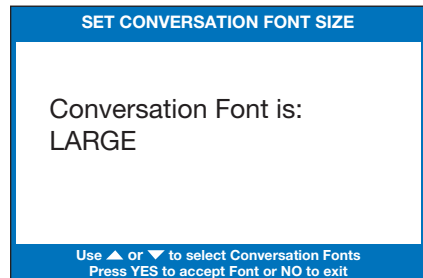 SET CONVERSATION FONT SIZE
Conversation Font is:
LARGE
Use ▲ or ▼ to select Conversation Fonts
Press YES to accept Font or NO to exit